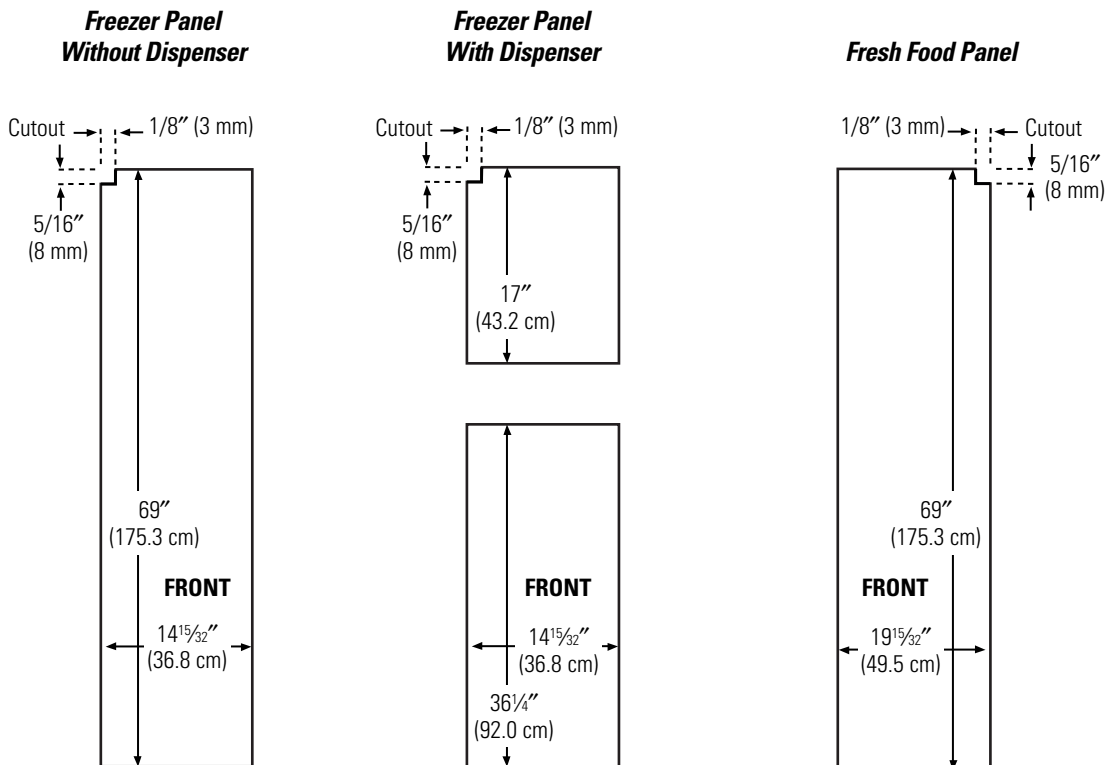 Freezer Panel
Without Dispenser
Cutout
1/8″ (3 mm)
5/16″
(8 mm)
69″
(175.3 cm)
FRONT
14 15/32″
(36.8 cm)
Freezer Panel
With Dispenser
Cutout
1/8″ (3 mm)
5/16″
(8 mm)
17″
(43.2 cm)
FRONT
14 15/32″
(36.8 cm)
36 1/4″
(92.0 cm)
Fresh Food Panel
1/8″ (3 mm)
Cutout
5/16″
(8 mm)
69″
(175.3 cm)
FRONT
19 15/32″
(49.5 cm)